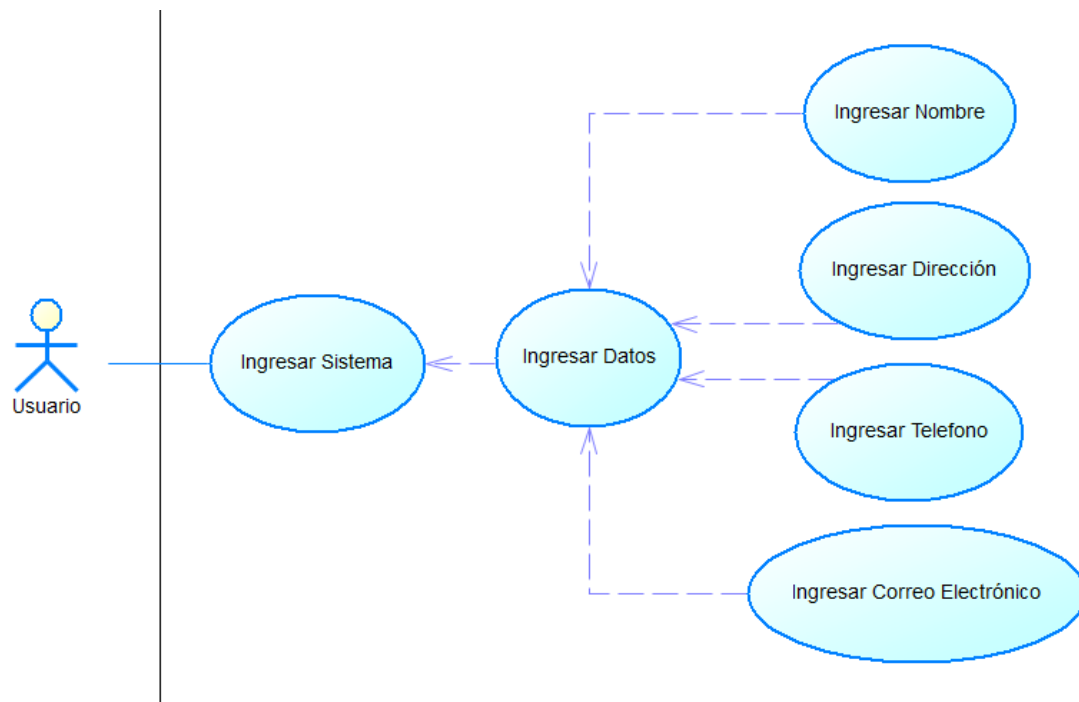 Ingresar Nombre
Ingresar Dirección
Ingresar Sistema
Ingresar Datos
Usuario
Ingresar Telefono
Ingresar Correo Electrónico